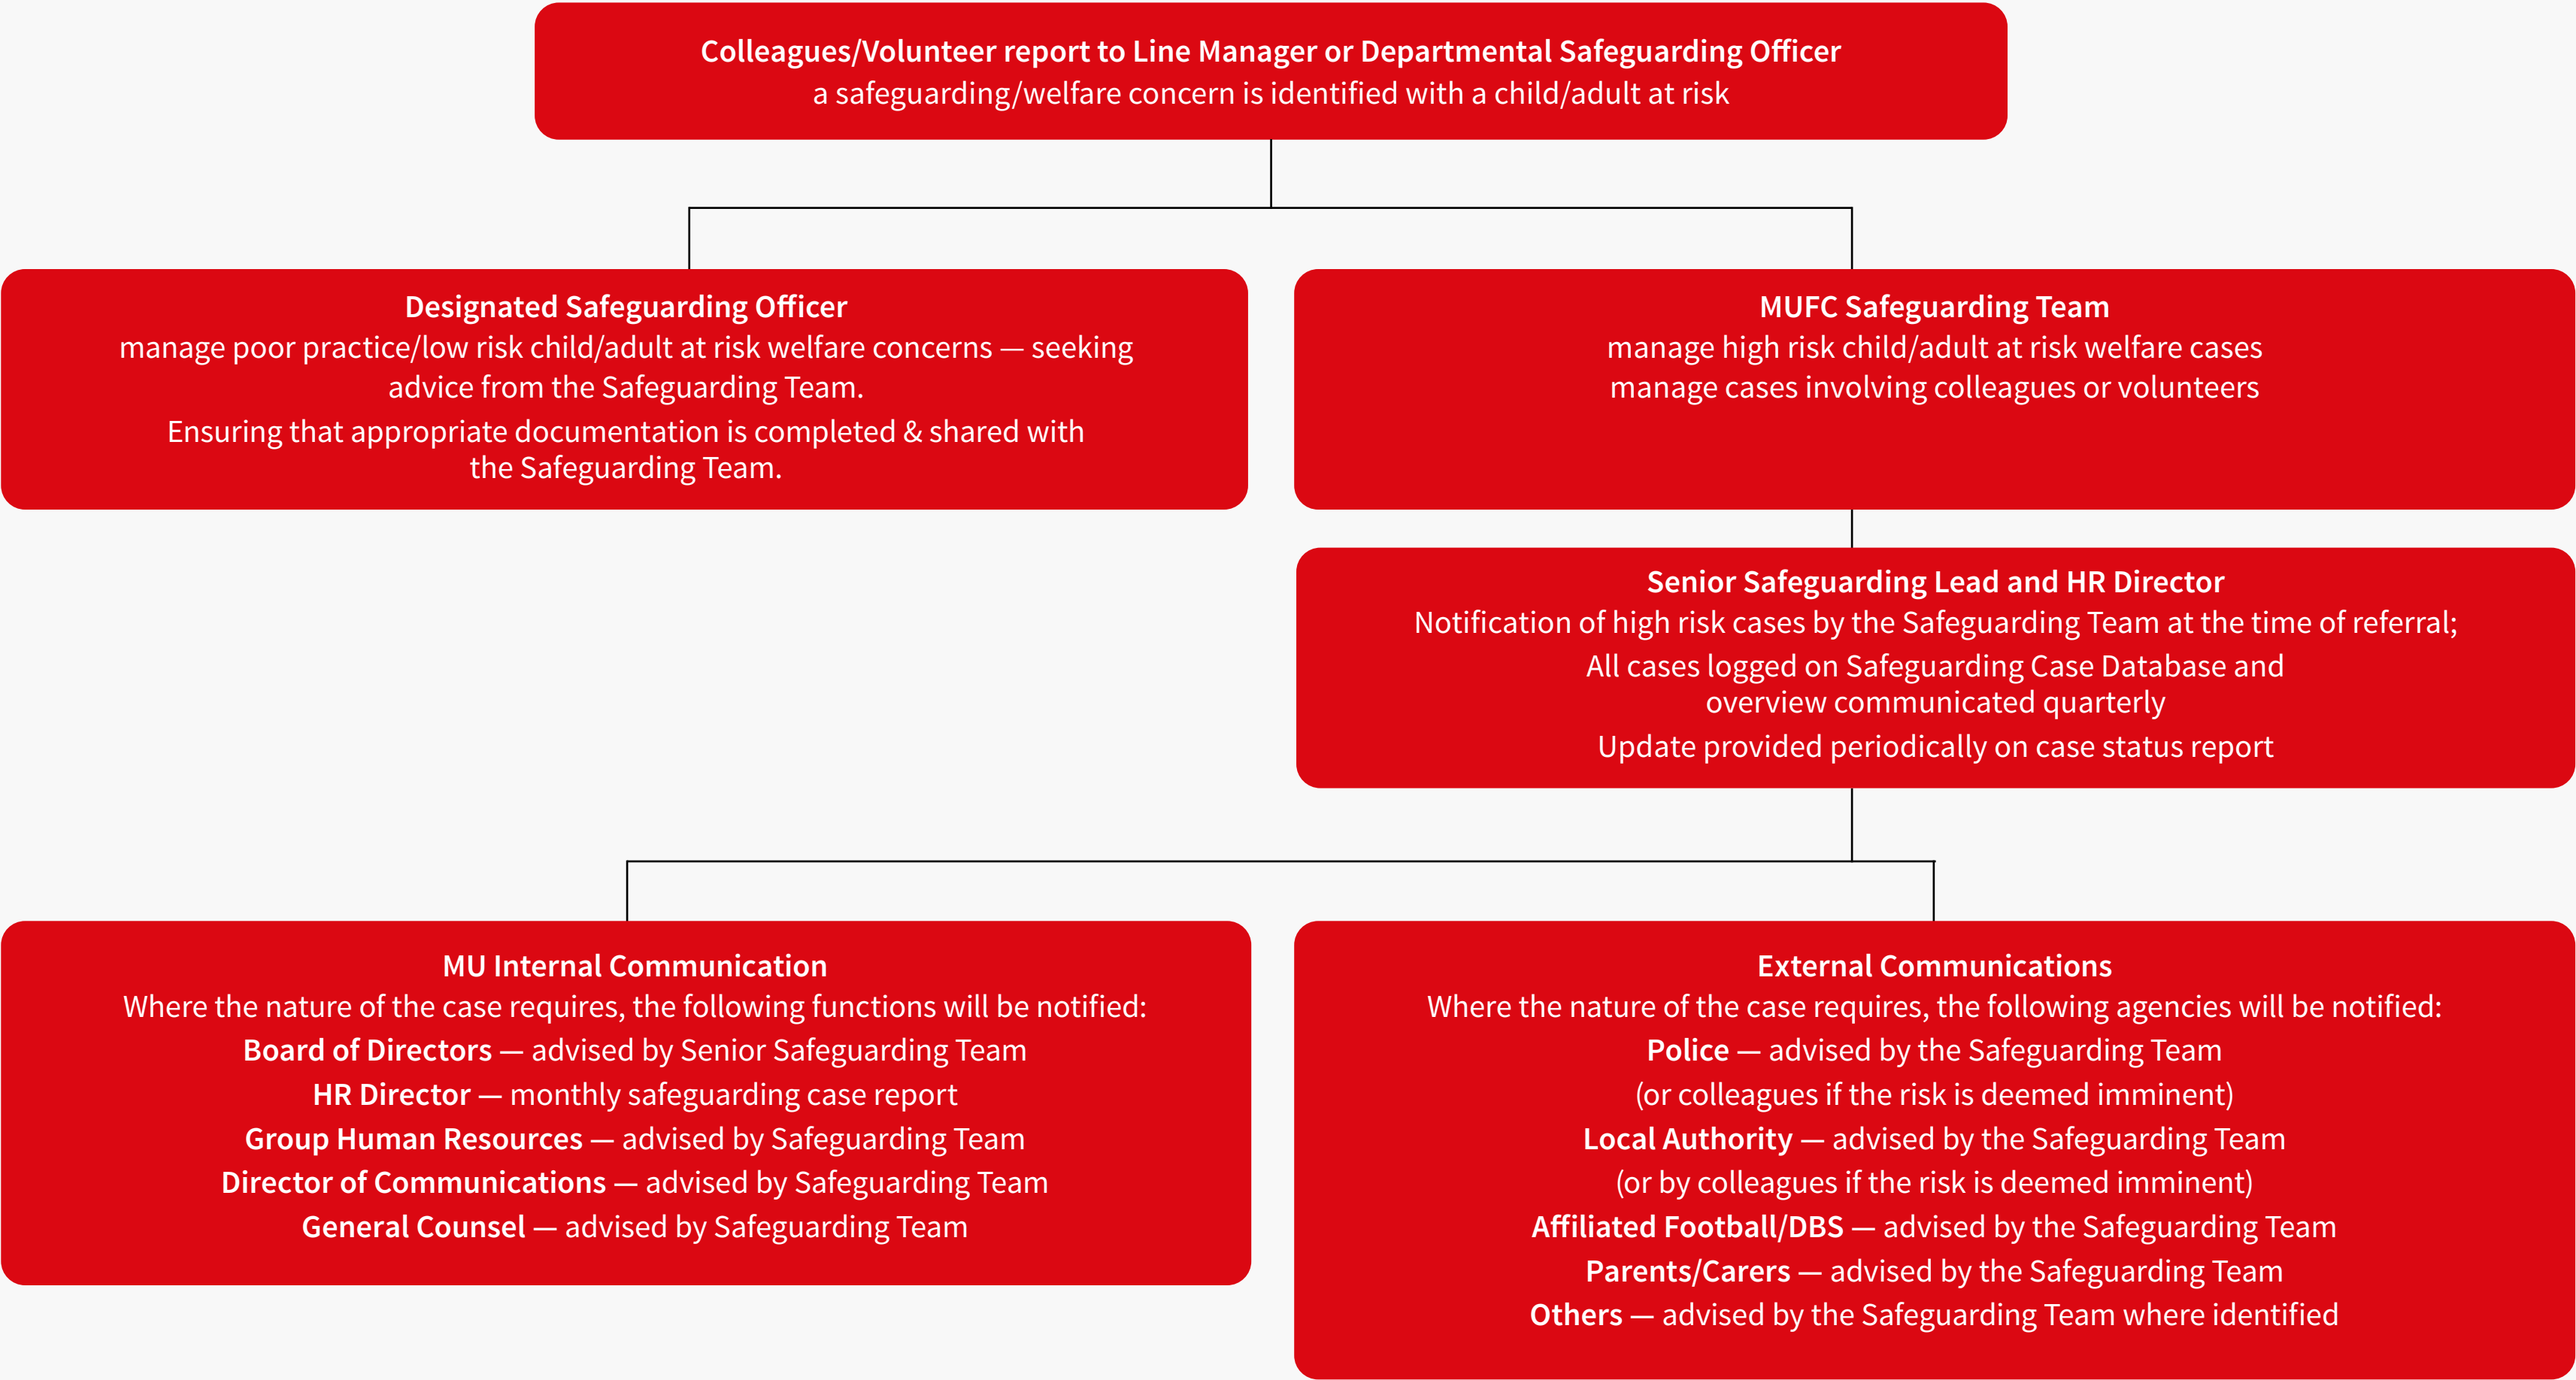 Colleagues/Volunteer report to Line Manager or Departmental Safeguarding Officer
a safeguarding/welfare concern is identified with a child/adult at risk
Designated Safeguarding Officer
manage poor practice/low risk child/adult at risk welfare concerns — seeking
advice from the Safeguarding Team.
Ensuring that appropriate documentation is completed & shared with
the Safeguarding Team.
MUFC Safeguarding Team
manage high risk child/adult at risk welfare cases
manage cases involving colleagues or volunteers
Senior Safeguarding Lead and HR Director
Notification of high risk cases by the Safeguarding Team at the time of referral;
All cases logged on Safeguarding Case Database and
overview communicated quarterly
Update provided periodically on case status report
MU Internal Communication
Where the nature of the case requires, the following functions will be notified:
Board of Directors — advised by Senior Safeguarding Team
HR Director — monthly safeguarding case report
Group Human Resources — advised by Safeguarding Team
Director of Communications — advised by Safeguarding Team
General Counsel — advised by Safeguarding Team
External Communications
Where the nature of the case requires, the following agencies will be notified:
Police — advised by the Safeguarding Team
(or colleagues if the risk is deemed imminent)
Local Authority — advised by the Safeguarding Team
(or by colleagues if the risk is deemed imminent)
Affiliated Football/DBS — advised by the Safeguarding Team
Parents/Carers — advised by the Safeguarding Team
Others — advised by the Safeguarding Team where identified